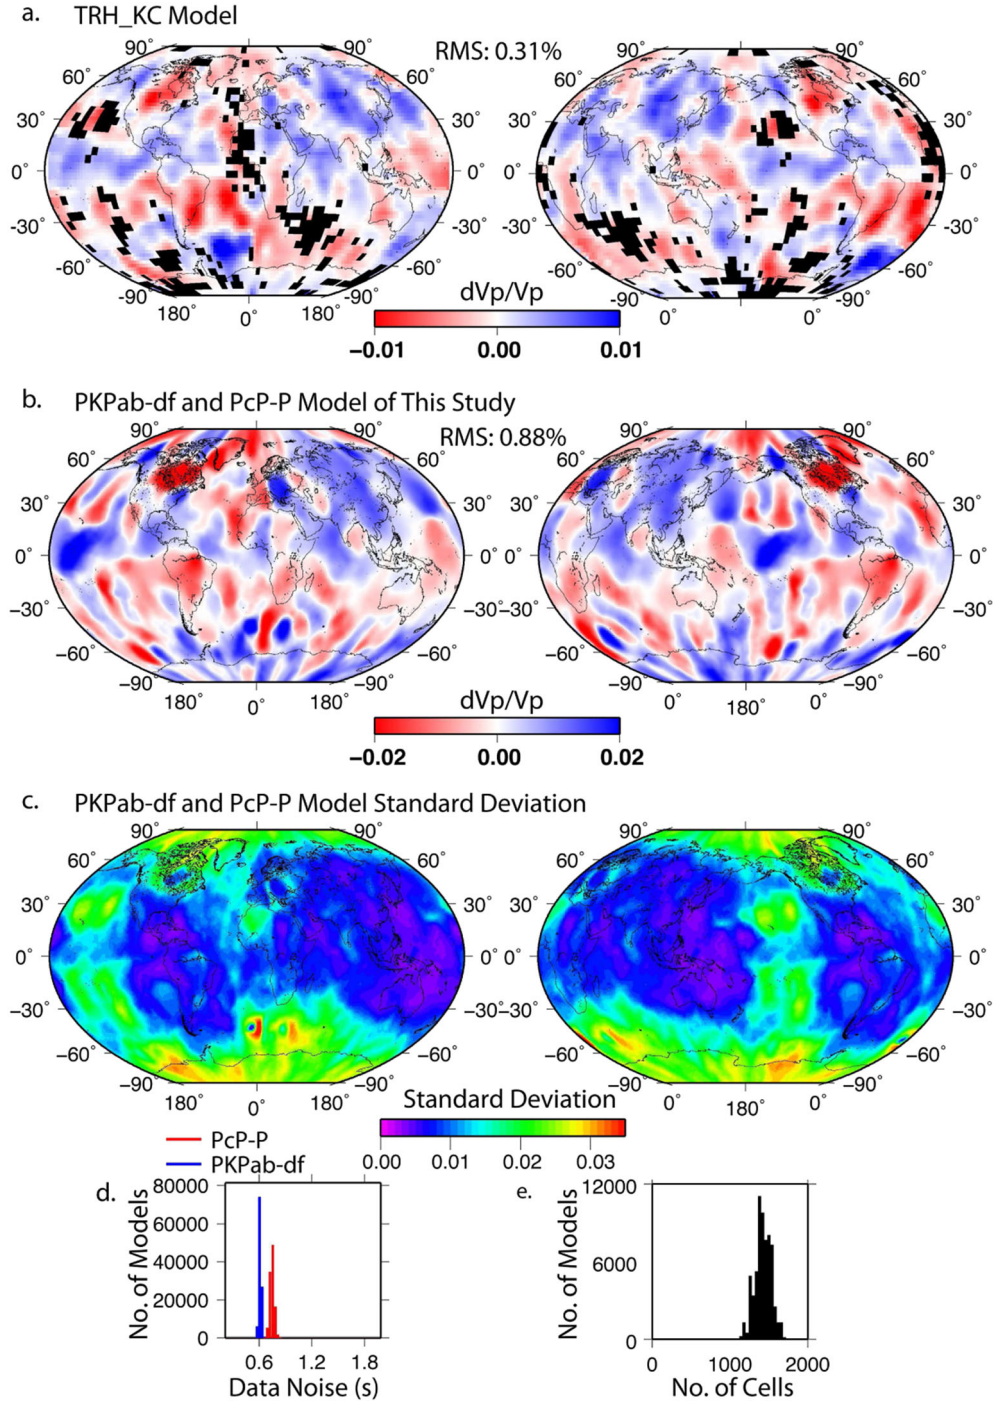 a. TRH_KC Model
RMS: 0.31%
90° 90° 90° 90°
60° 60° 60° 60°
30° 30° 30° 30°
0° 0° 0° 0°
-30° -30° -30° -30°
-60° -60° -60° -60°
-90° -90° -90° -90°
180° 0° 180° 0° 0°
dVp/Vp
−0.01 0.00 0.01
b. PKPab-df and PcP-P Model of This Study
RMS: 0.88%
90° 90° 90° 90°
60° 60° 60° 60°
30° 30° 30° 30°
0° 0° 0° 0°
−30° −30° −30° −30°
−60° −60° −60° −60°
−90° −90° −90° −90°
180° 0° 180° 0° 180° 0°
dVp/Vp
−0.02 0.00 0.02
c. PKPab-df and PcP-P Model Standard Deviation
90° 90° 90° 90°
60° 60° 60° 60°
30° 30° 30° 30°
0° 0° 0° 0°
−30° −30° −30° −30°
−60° −60° −60° −60°
−90° −90° −90° −90°
180° 0° 180° 0° 180° 0°
Standard Deviation
0.00 0.01 0.02 0.03
PcP-P
PKPab-df
d.
No. of Models
80000
60000
40000
20000
0
0.6 1.2 1.8
Data Noise (s)
e.
No. of Models
12000
6000
0
0 1000 2000
No. of Cells